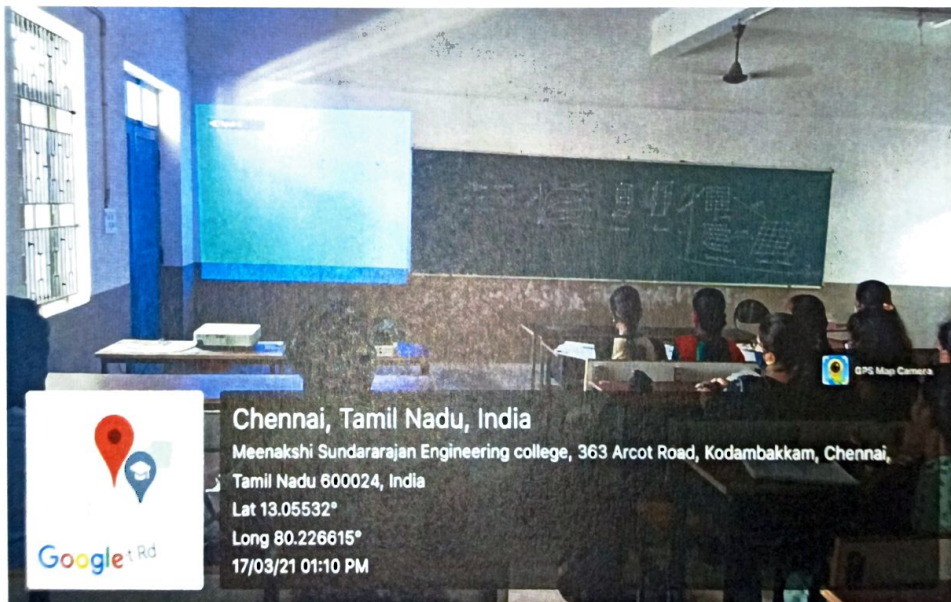 GPS Map Camera
Chennai, Tamil Nadu, India
Meenakshi Sundararajan Engineering college, 363 Arcot Road, Kodambakkam, Chennai,
Tamil Nadu 600024, India
Lat 13.05532°
Long 80.226615°
17/03/21 01:10 PM
Google
t Rd